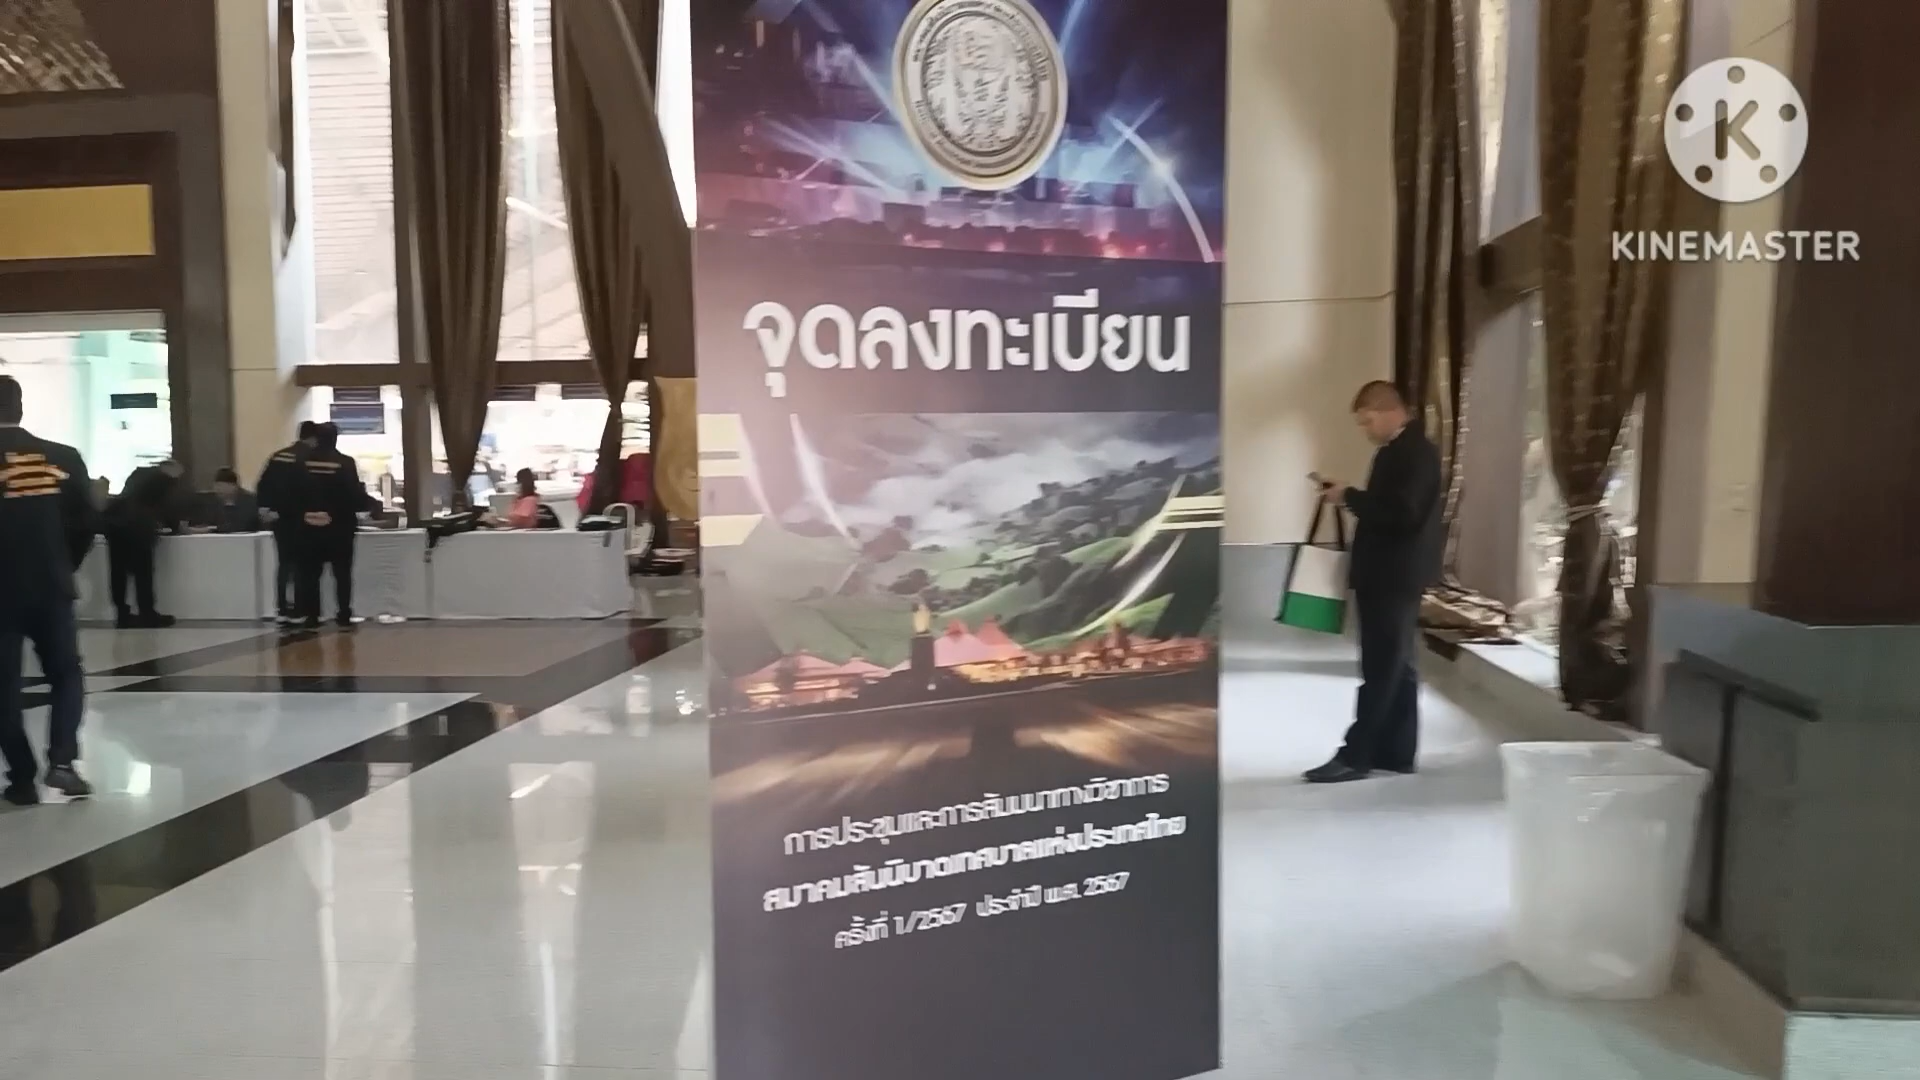 KINEMASTER
จุดลงทะเบียน
การประชุมและการสัมมนาทางวิชาการ
สมาคมสันนิบาตเทศบาลแห่งประเทศไทย
ครั้งที่ 1/2567 ประจำปี พ.ศ. 2567